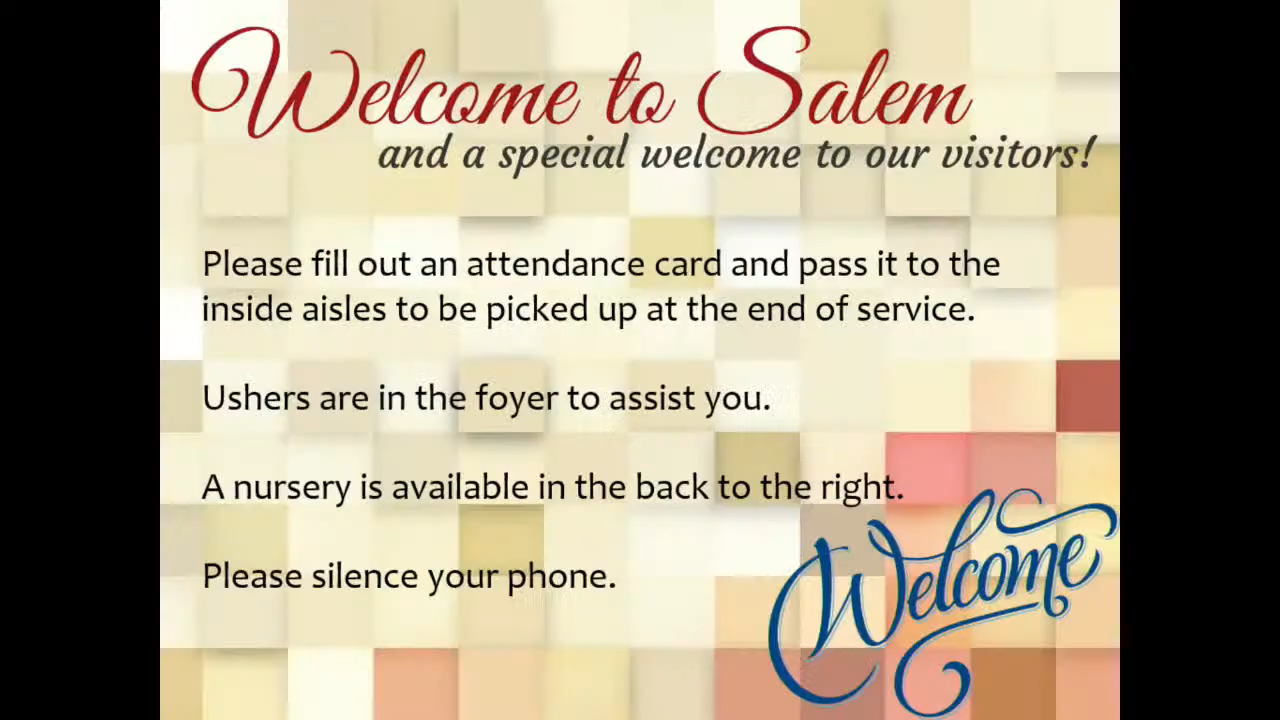 Welcome to Salem
and a special welcome to our visitors!
Please fill out an attendance card and pass it to the
inside aisles to be picked up at the end of service.
Ushers are in the foyer to assist you.
A nursery is available in the back to the right.
Please silence your phone.
Welcome